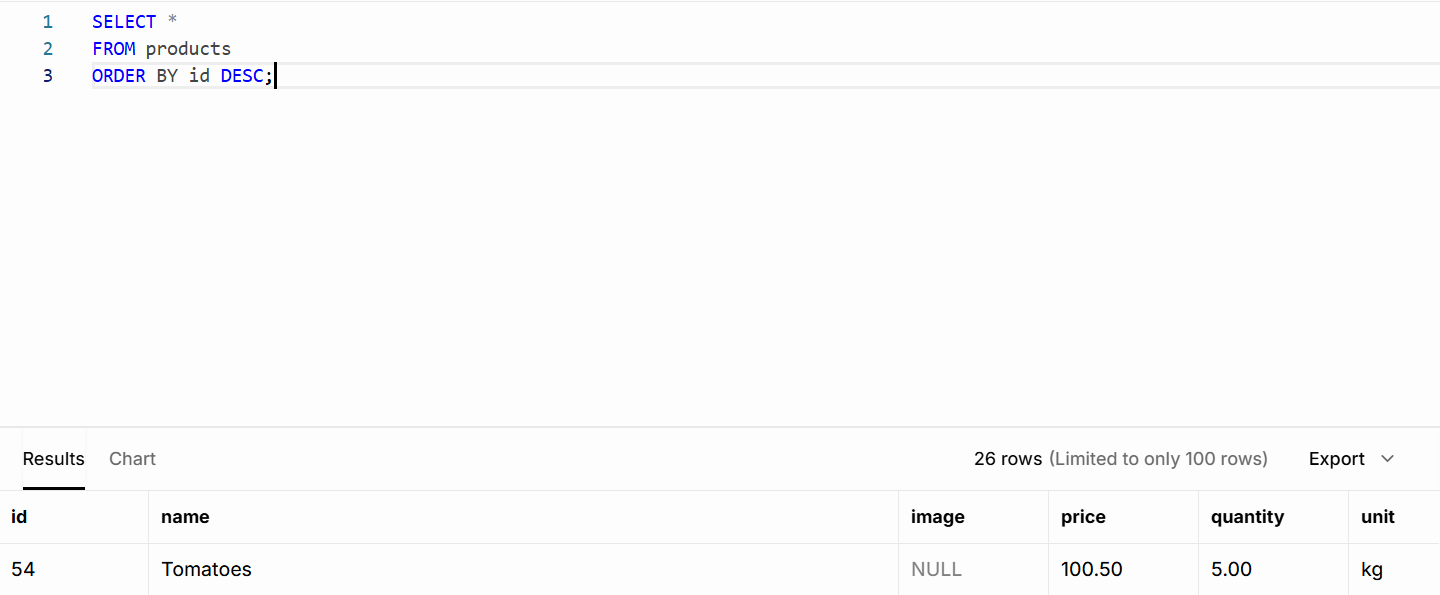 1 SELECT *
2 FROM products
3 ORDER BY id DESC;
Results Chart 26 rows (Limited to only 100 rows) Export
id name image price quantity unit
54 Tomatoes NULL 100.50 5.00 kg